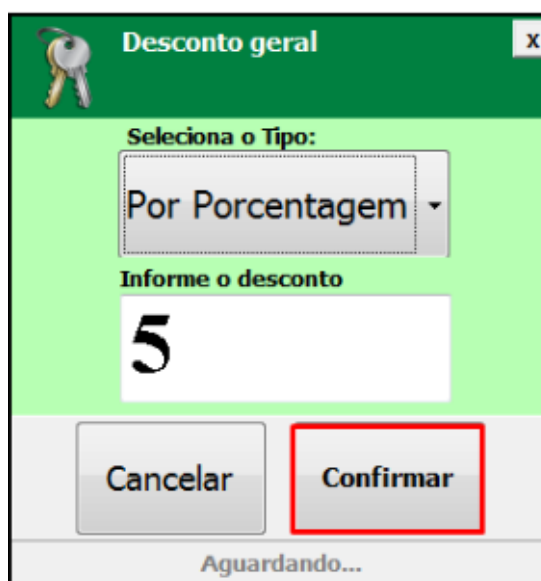 Desconto geral
x
Seleciona o Tipo:
Por Porcentagem
Informe o desconto
5
Cancelar
Confirmar
Aguardando...